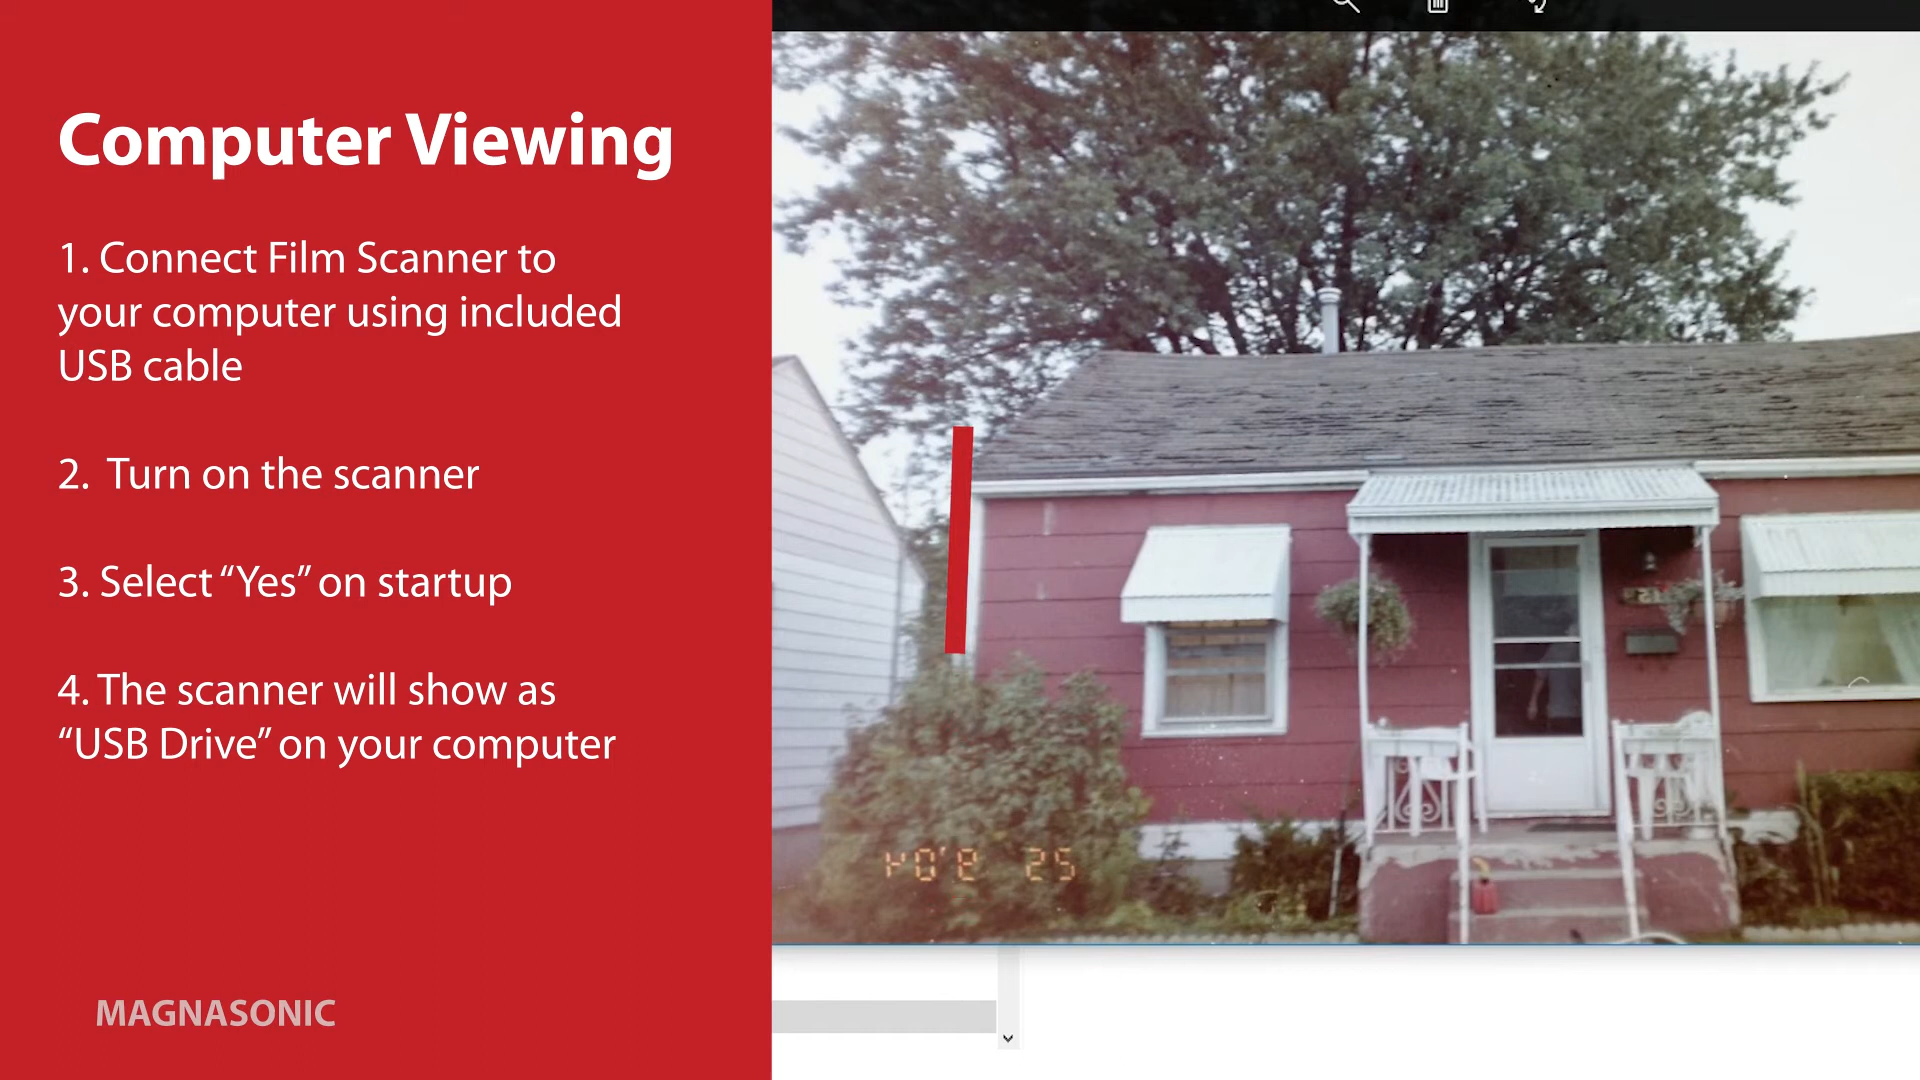 Computer Viewing
1. Connect Film Scanner to
your computer using included
USB cable
2. Turn on the scanner
3. Select “Yes” on startup
4. The scanner will show as
“USB Drive” on your computer
MAGNASONIC